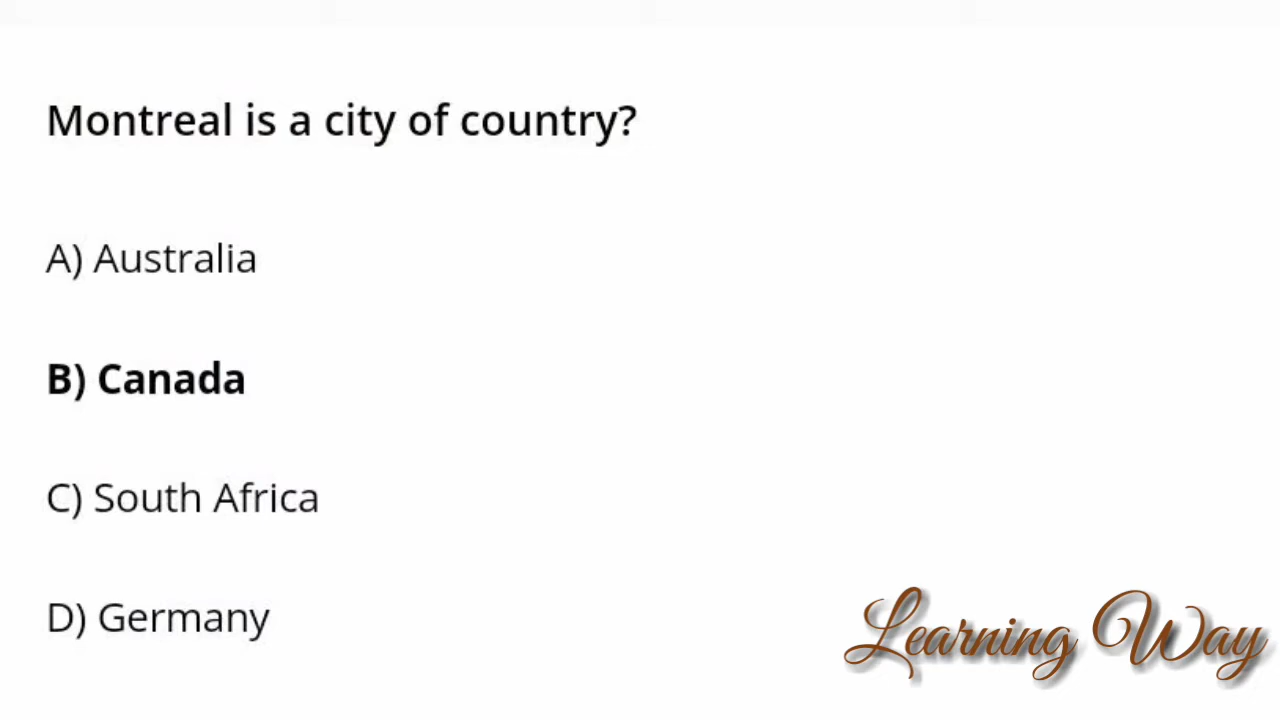 Montreal is a city of country?
A) Australia
B) Canada
C) South Africa
D) Germany
Learning Way